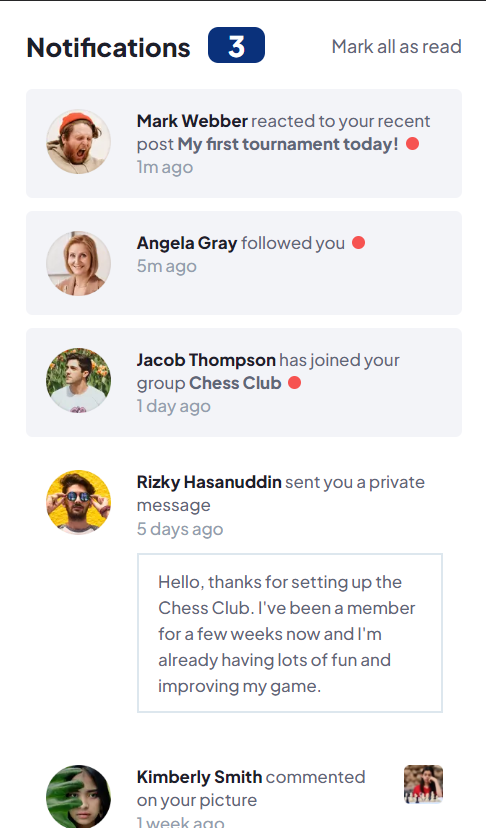 Notifications 3 Mark all as read
Mark Webber reacted to your recent
post My first tournament today!
1m ago
Angela Gray followed you
5m ago
Jacob Thompson has joined your
group Chess Club
1 day ago
Rizky Hasanuddin sent you a private
message
5 days ago
Hello, thanks for setting up the
Chess Club. I've been a member
for a few weeks now and I'm
already having lots of fun and
improving my game.
Kimberly Smith commented
on your picture
1 week ago